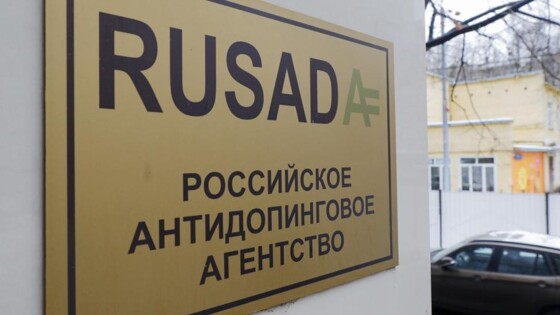 RUSADA
РОССИЙСКОЕ
АНТИДОПИНГОВОЕ
АГЕНТСТВО